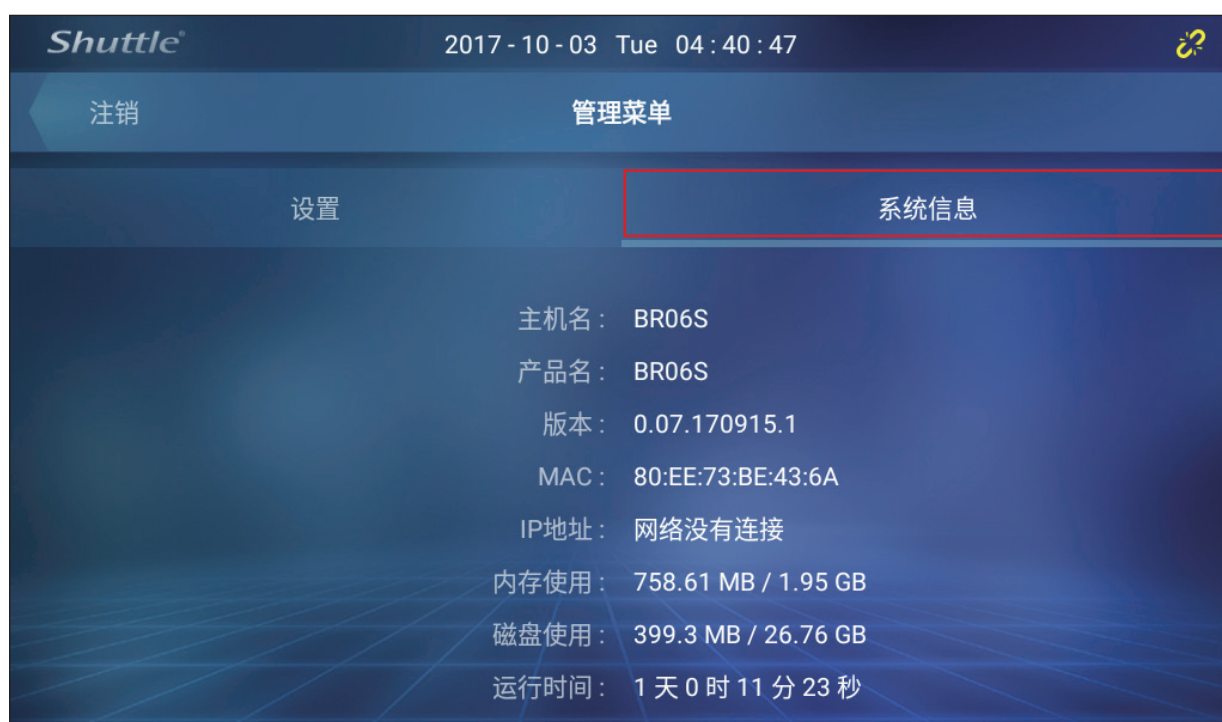 Shuttle® 2017 - 10 - 03 Tue 04 : 40 : 47
注销 管理菜单
设置 系统信息
主机名 : BR06S
产品名 : BR06S
版本 : 0.07.170915.1
MAC : 80:EE:73:BE:43:6A
IP地址 : 网络没有连接
内存使用 : 758.61 MB / 1.95 GB
磁盘使用 : 399.3 MB / 26.76 GB
运行时间 : 1 天 0 时 11 分 23 秒